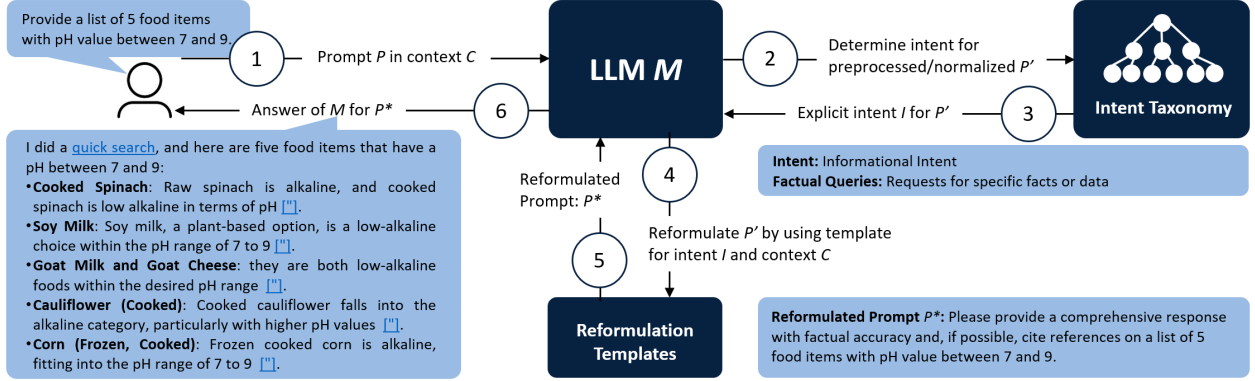 Provide a list of 5 food items
with pH value between 7 and 9.
1
Prompt P in context C
LLM M
2
Determine intent for
preprocessed/normalized P′
Intent Taxonomy
Answer of M for P*
6
Explicit intent I for P′
3
I did a quick search, and here are five food items that have a
pH between 7 and 9:
•Cooked Spinach: Raw spinach is alkaline, and cooked
spinach is low alkaline in terms of pH ["].
•Soy Milk: Soy milk, a plant-based option, is a low-alkaline
choice within the pH range of 7 to 9 ["].
•Goat Milk and Goat Cheese: they are both low-alkaline
foods within the desired pH range ["].
•Cauliflower (Cooked): Cooked cauliflower falls into the
alkaline category, particularly with higher pH values ["].
•Corn (Frozen, Cooked): Frozen cooked corn is alkaline,
fitting into the pH range of 7 to 9 ["].
Reformulated
Prompt: P*
4
Intent: Informational Intent
Factual Queries: Requests for specific facts or data
5
Reformulate P′ by using template
for intent I and context C
Reformulation
Templates
Reformulated Prompt P*: Please provide a comprehensive response
with factual accuracy and, if possible, cite references on a list of 5
food items with pH value between 7 and 9.